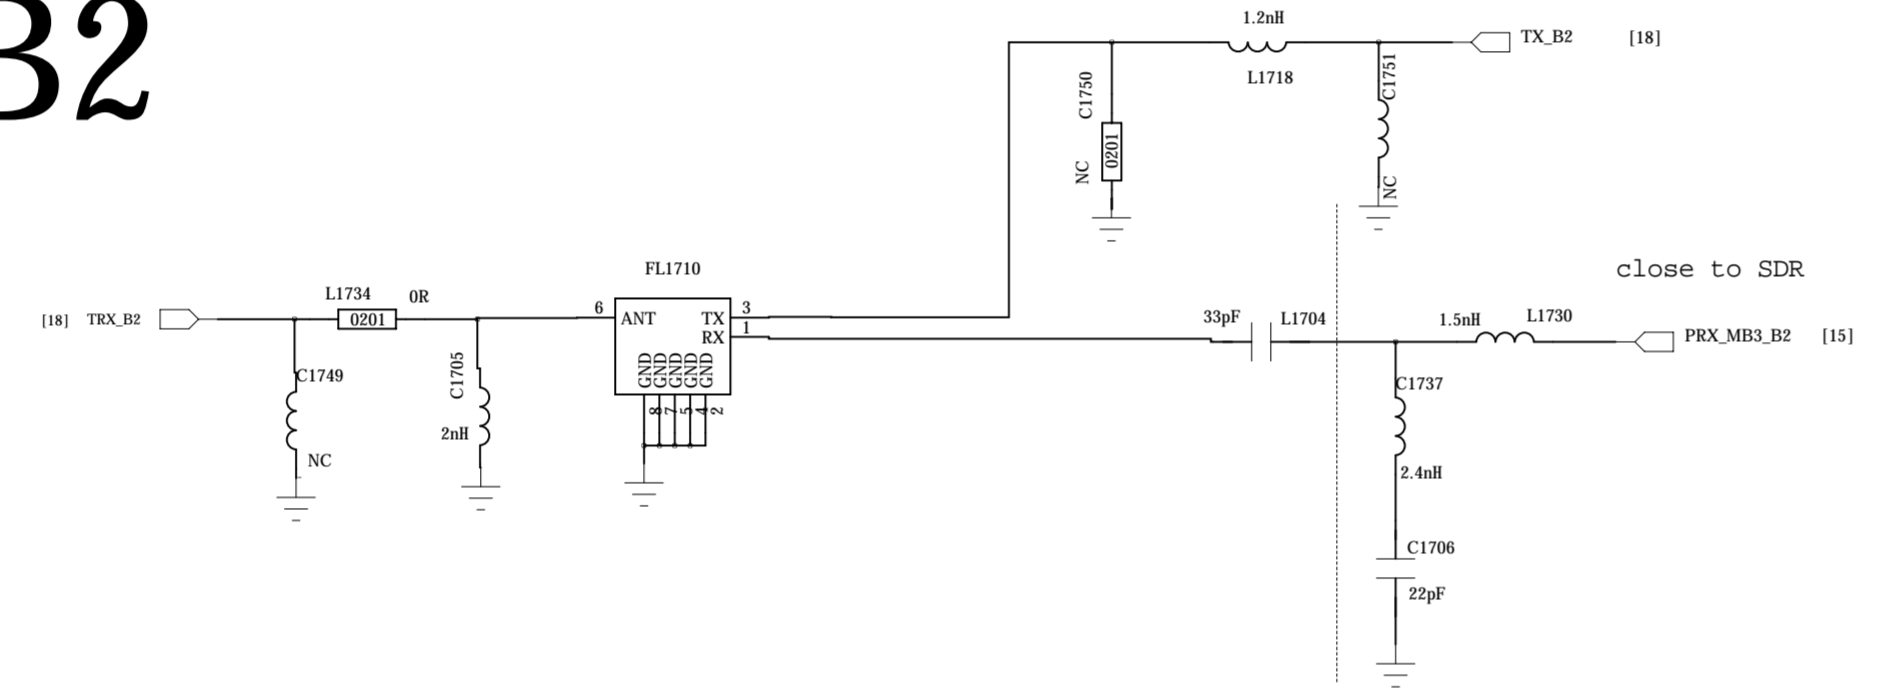 B2
1.2nH
TX_B2 [18]
L1718
C1750
C1751
0201
NC
NC
close to SDR
FL1710
L1734 0R
[18] TRX_B2
0201
6 ANT TX 3
RX 1
GND GND GND GND GND
8 7 5 4 2
33pF L1704
1.5nH L1730
PRX_MB3_B2 [15]
C1749
C1705
C1737
2nH
NC
2.4nH
C1706
22pF